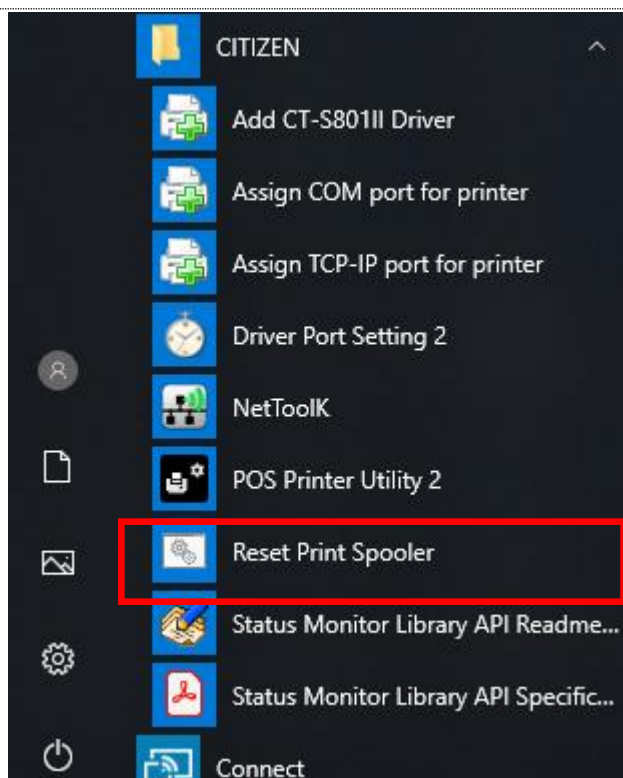 CITIZEN
Add CT-S801II Driver
Assign COM port for printer
Assign TCP-IP port for printer
Driver Port Setting 2
NetToolK
POS Printer Utility 2
Reset Print Spooler
Status Monitor Library API Readme...
Status Monitor Library API Specific...
Connect